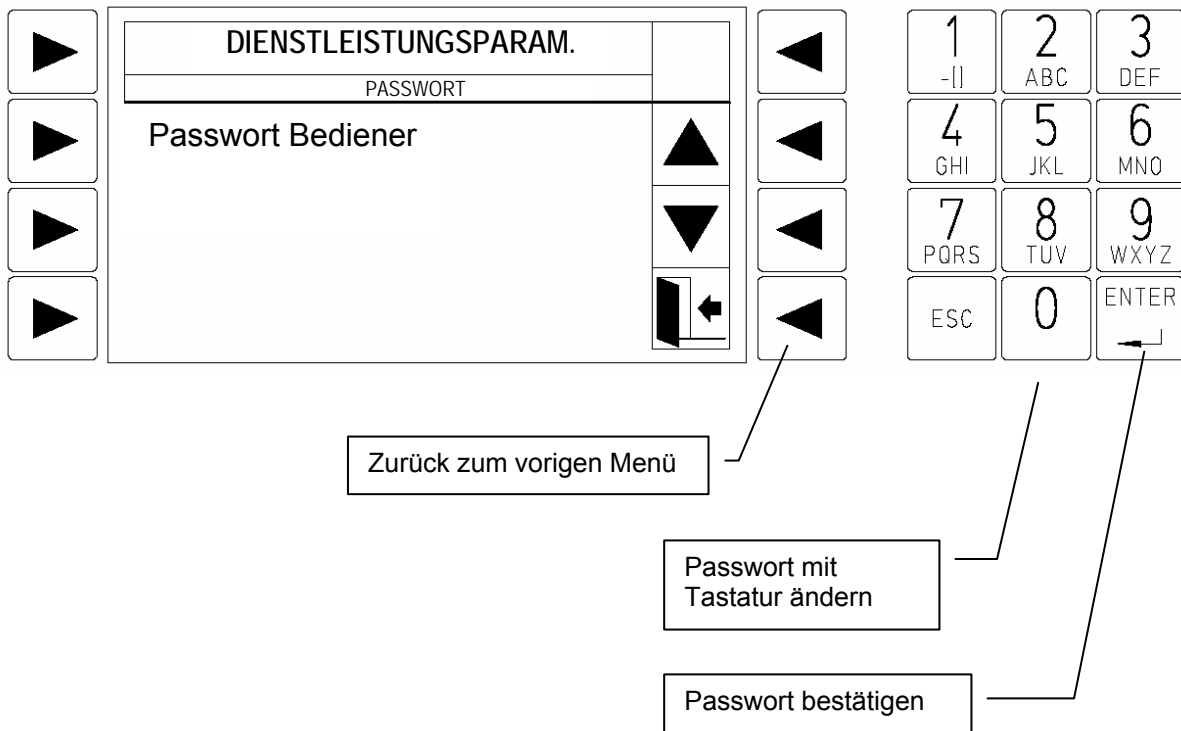 DIENSTLEISTUNGSPARAM.
PASSWORT
Passwort Bediener
1
-[]
2
ABC
3
DEF
4
GHI
5
JKL
6
MNO
7
PQRS
8
TUV
9
WXYZ
ESC
0
ENTER
Zurück zum vorigen Menü
Passwort mit
Tastatur ändern
Passwort bestätigen